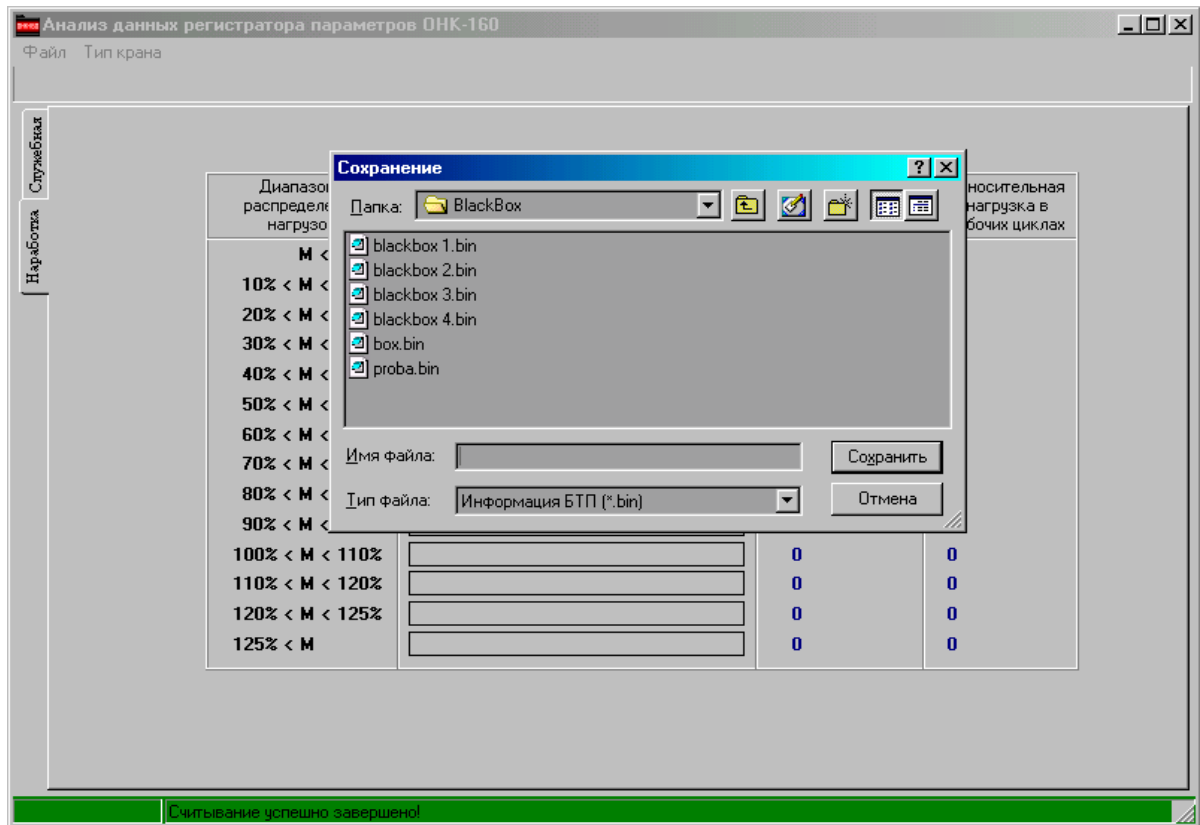 Анализ данных регистратора параметров ОНК-160
Файл Тип крана
Служебная
Наработка
Сохранение
Папка: BlackBox
blackbox 1.bin
blackbox 2.bin
blackbox 3.bin
blackbox 4.bin
box.bin
proba.bin
Имя файла:
Сохранить
Тип файла: Информация БТП (*.bin)
Отмена
Диапазо
распредел
нагрузо
носительная
нагрузка в
бочих циклах
М <
10% < М <
20% < М <
30% < М <
40% < М <
50% < М <
60% < М <
70% < М <
80% < М <
90% < М <
100% < М < 110% 0 0
110% < М < 120% 0 0
120% < М < 125% 0 0
125% < М 0 0
Считывание успешно завершено!